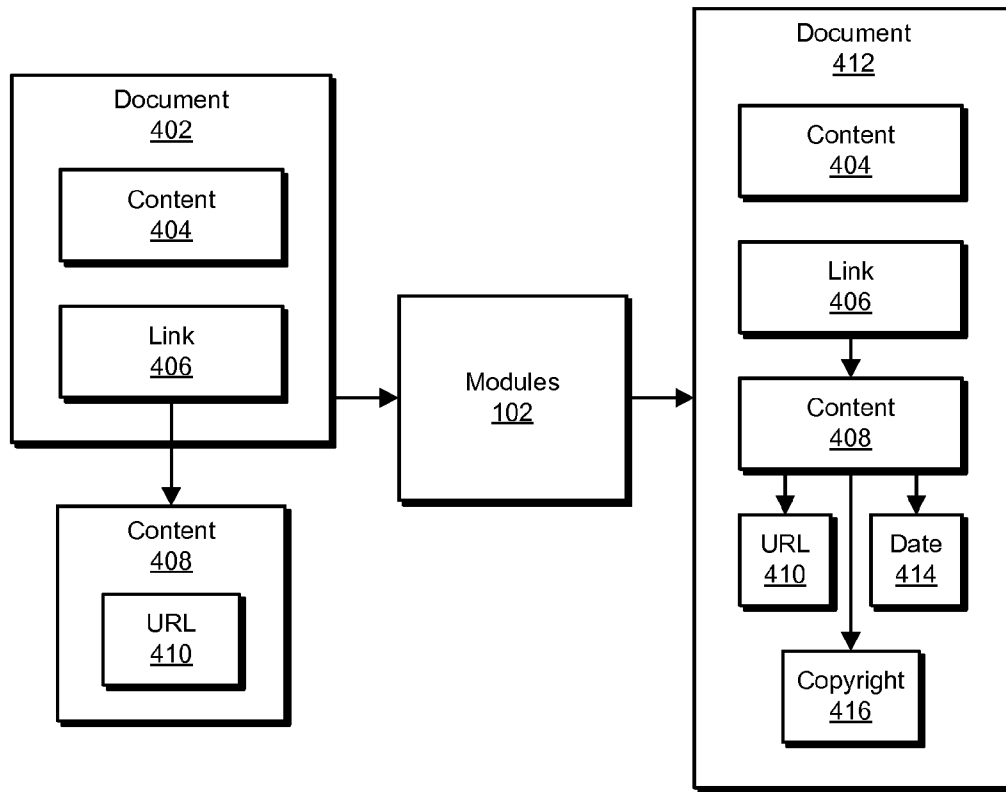 Document
402
Content
404
Link
406
Content
408
URL
410
Modules
102
Document
412
Content
404
Link
406
Content
408
URL
410
Date
414
Copyright
416